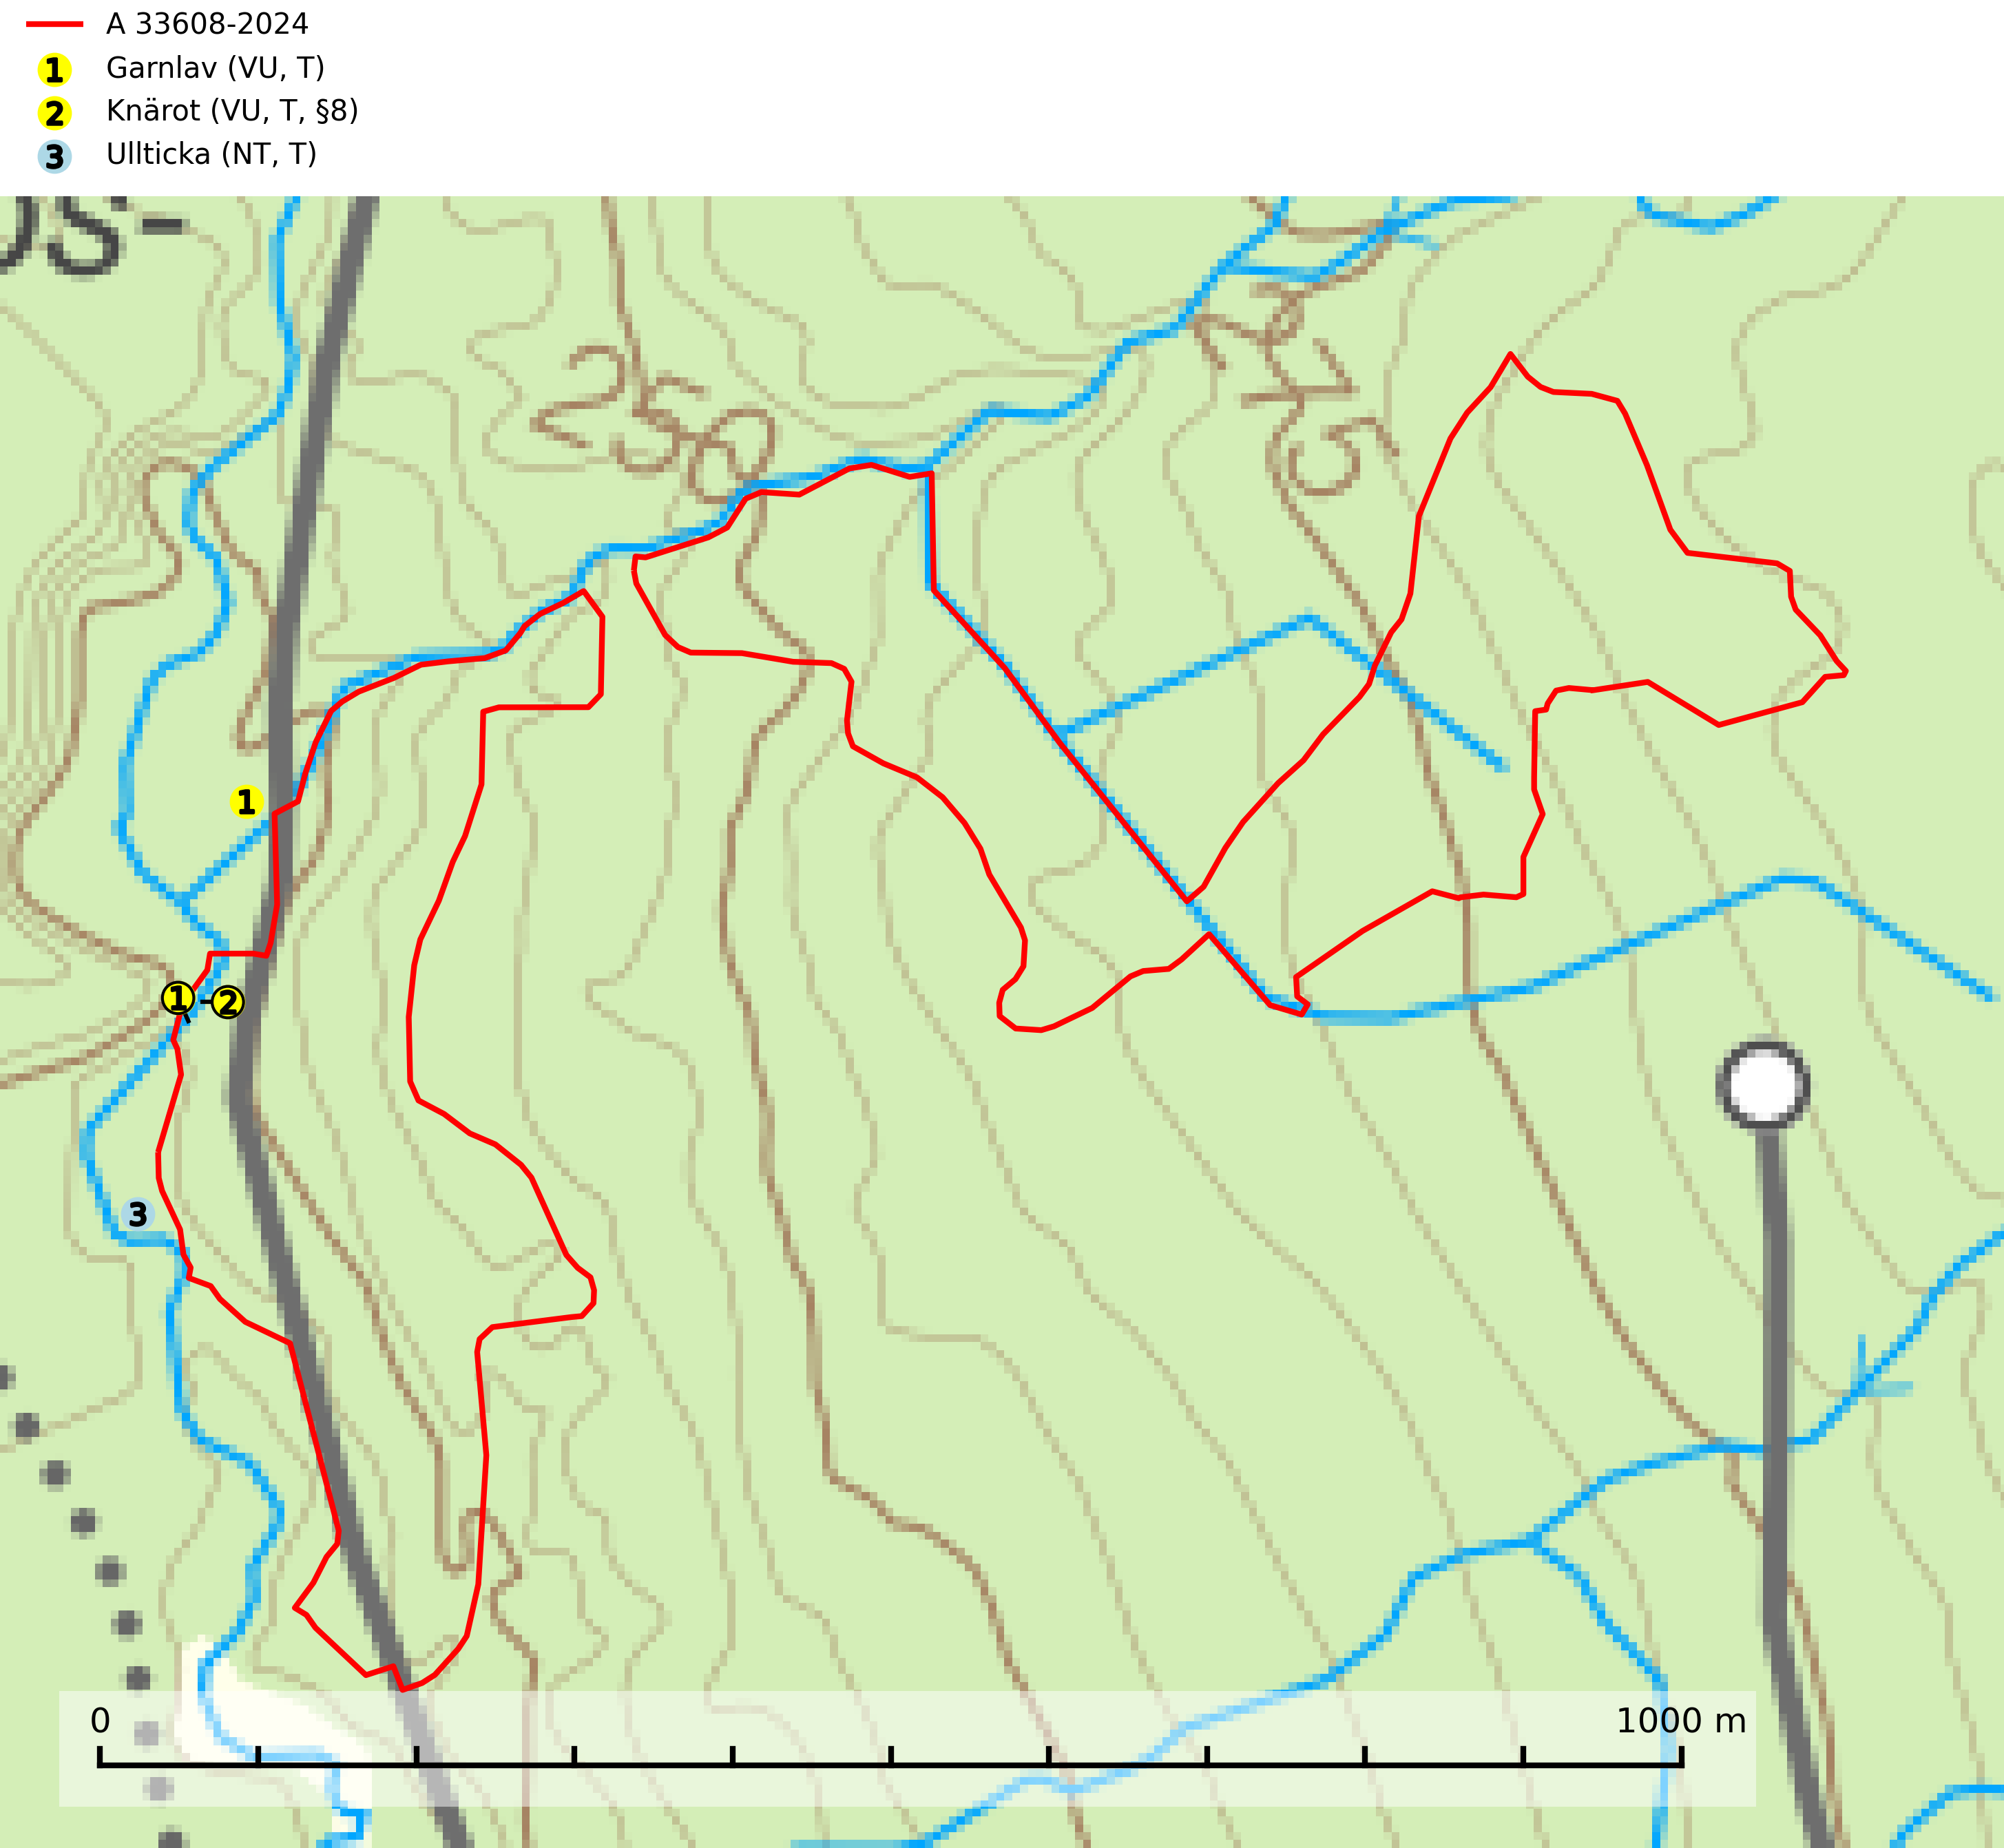 A 33608-2024
1 Garnlav (VU, T)
2 Knärot (VU, T, §8)
3 Ullticka (NT, T)
250
275
1
1
2
3
0
1000 m